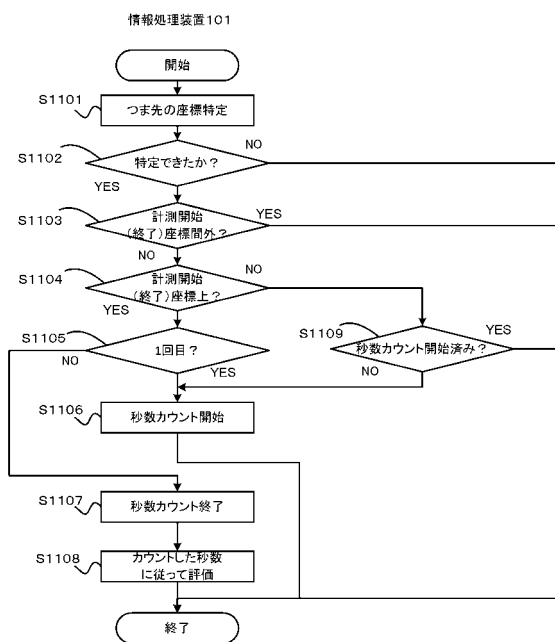 情報処理装置101
開始
S1101
つま先の座標特定
S1102
特定できたか？
NO
YES
S1103
計測開始
(終了)座標間外？
YES
NO
S1104
計測開始
(終了)座標上？
NO
YES
S1105
1回目？
NO
YES
S1109
秒数カウント開始済み？
YES
NO
S1106
秒数カウント開始
S1107
秒数カウント終了
S1108
カウントした秒数
に従って評価
終了